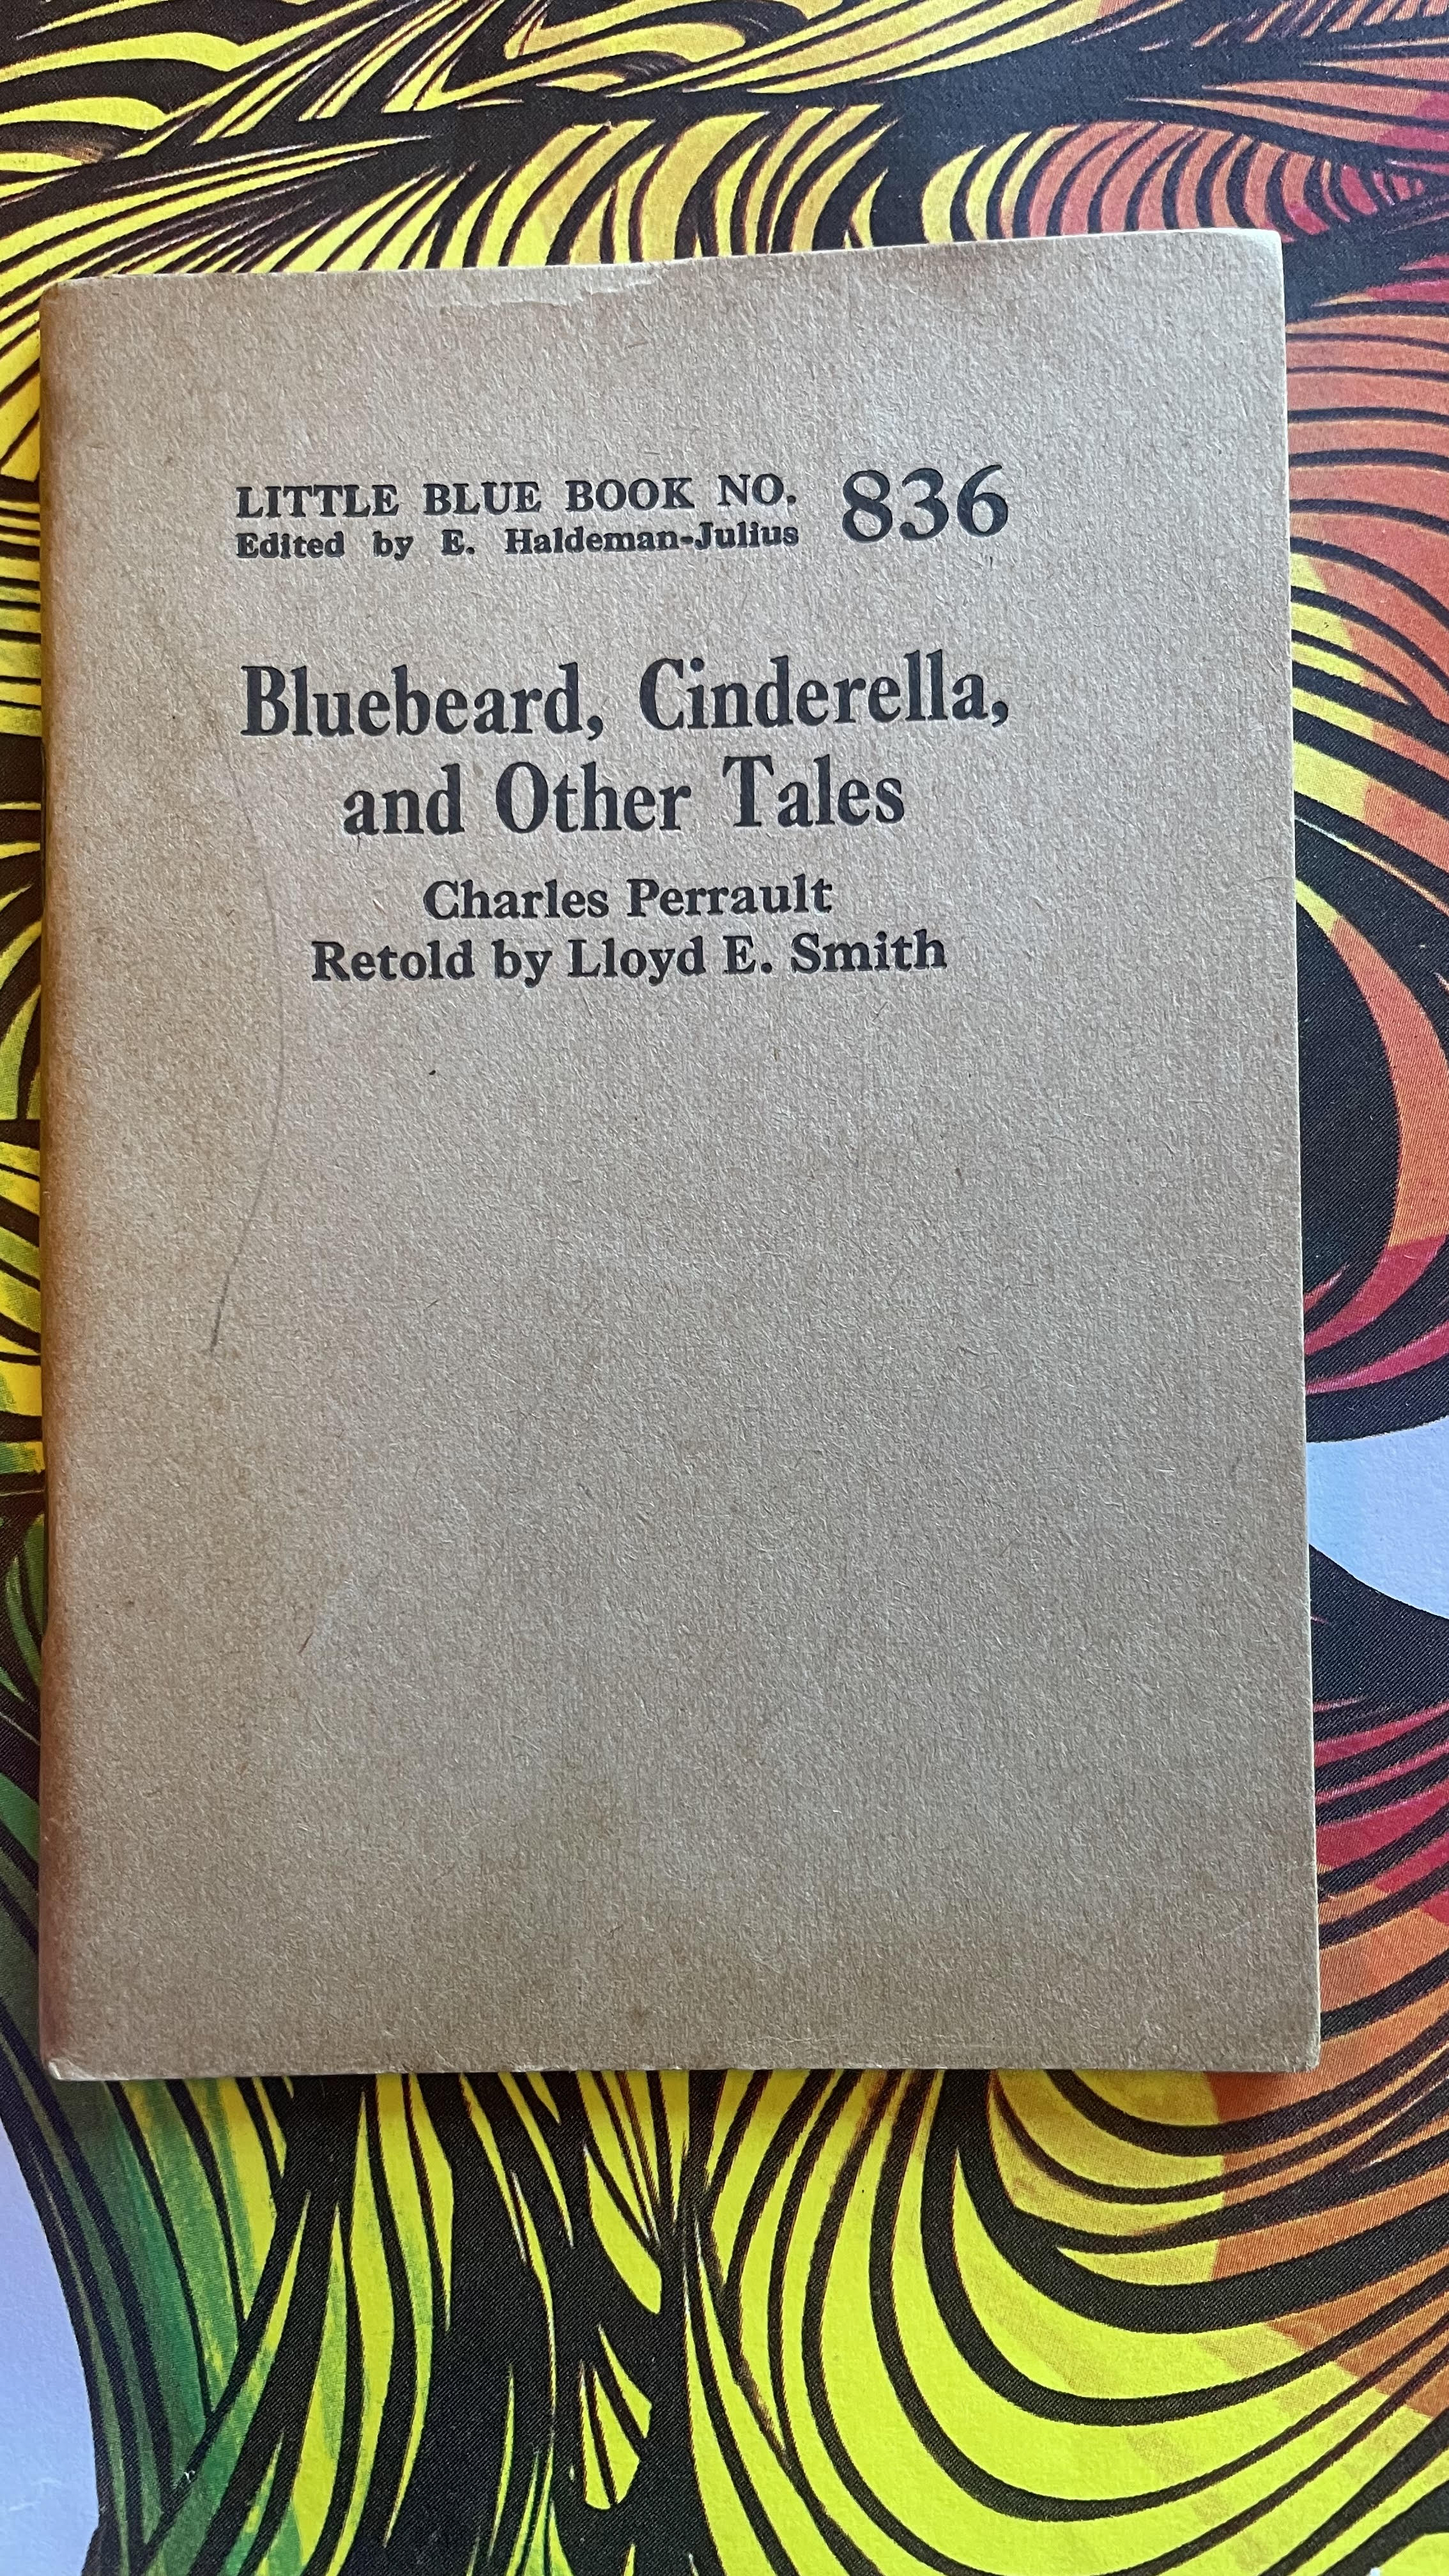 LITTLE BLUE BOOK NO. 836
Edited by E. Haldeman-Julius
Bluebeard, Cinderella,
and Other Tales
Charles Perrault
Retold by Lloyd E. Smith